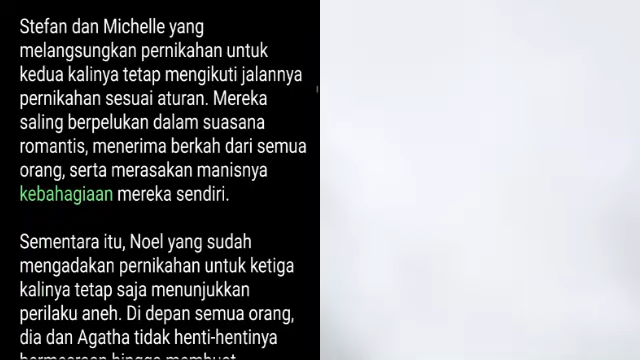 Stefan dan Michelle yang
melangsungkan pernikahan untuk
kedua kalinya tetap mengikuti jalannya
pernikahan sesuai aturan. Mereka
saling berpelukan dalam suasana
romantis, menerima berkah dari semua
orang, serta merasakan manisnya
kebahagiaan mereka sendiri.
Sementara itu, Noel yang sudah
mengadakan pernikahan untuk ketiga
kalinya tetap saja menunjukkan
perilaku aneh. Di depan semua orang,
dia dan Agatha tidak henti-hentinya